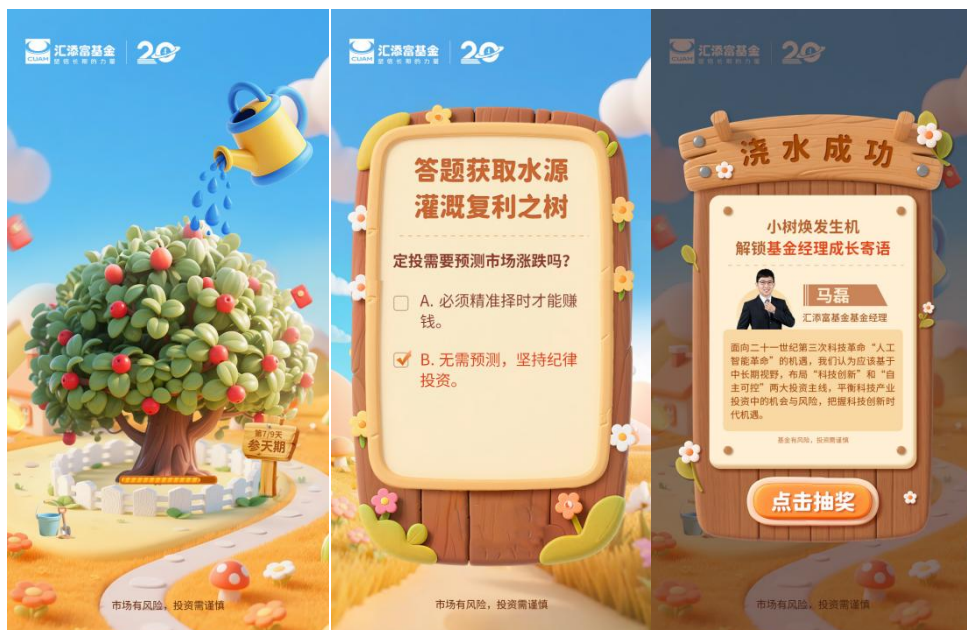 汇添富基金
CUAM
坚信长期的力量
20
第7/9天
参天期
市场有风险，投资需谨慎
汇添富基金
CUAM
坚信长期的力量
20
答题获取水源
灌溉复利之树
定投需要预测市场涨跌吗？
A. 必须精准择时才能赚
钱。
B. 无需预测，坚持纪律
投资。
市场有风险，投资需谨慎
汇添富基金
CUAM
坚信长期的力量
20
浇水成功
小树焕发生机
解锁基金经理成长寄语
马磊
汇添富基金基金经理
面向二十一世纪第三次科技革命“人工
智能革命”的机遇，我们认为应该基于
中长期视野，布局“科技创新”和“自
主可控”两大投资主线，平衡科技产业
投资中的机会与风险，把握科技创新时
代机遇。
基金有风险，投资需谨慎
点击抽奖
市场有风险，投资需谨慎